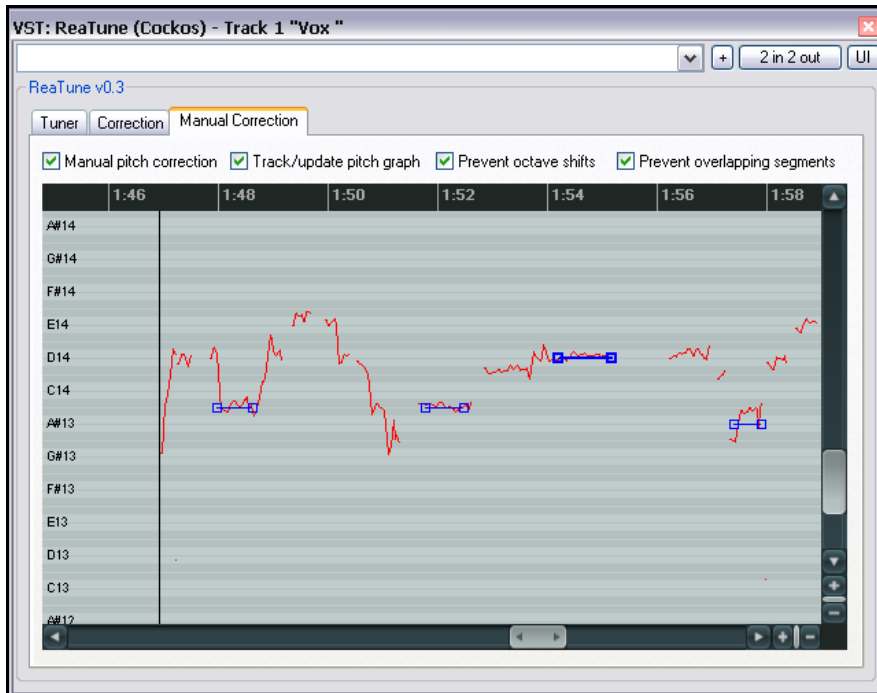 VST: ReaTune (Cockos) - Track 1 "Vox "
+ 2 in 2 out UI
ReaTune v0.3
Tuner Correction Manual Correction
Manual pitch correction Track/update pitch graph Prevent octave shifts Prevent overlapping segments
1:46 1:48 1:50 1:52 1:54 1:56 1:58
A#14
G#14
F#14
E14
D14
C14
A#13
G#13
F#13
E13
D13
C13
A#12